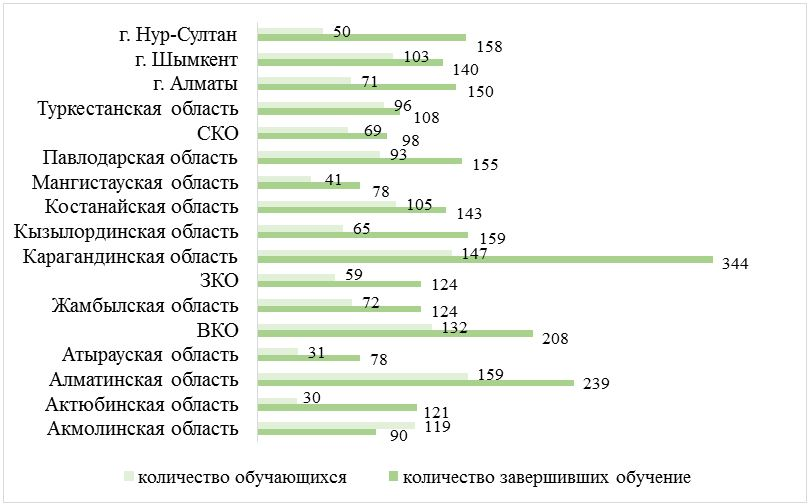 г. Нур-Султан 50 158
г. Шымкент 103 140
г. Алматы 71 150
Туркестанская область 96 108
СКО 69 98
Павлодарская область 93 155
Мангистауская область 41 78
Костанайская область 105 143
Кызылординская область 65 159
Карагандинская область 147 344
ЗКО 59 124
Жамбылская область 72 124
ВКО 132 208
Атырауская область 31 78
Алматинская область 159 239
Актюбинская область 30 121
Акмолинская область 119 90
количество обучающихся количество завершивших обучение